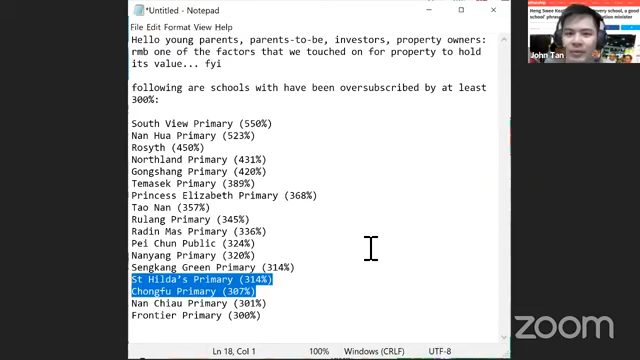 *Untitled - Notepad
File Edit Format View Help
Hello young parents, parents-to-be, investors, property owners:
rmb one of the factors that we touched on for property to hold
its value... fyi
following are schools with have been oversubscribed by at least
300%:
South View Primary (550%)
Nan Hua Primary (523%)
Rosyth (450%)
Northland Primary (431%)
Gongshang Primary (420%)
Temasek Primary (389%)
Princess Elizabeth Primary (368%)
Tao Nan (357%)
Rulang Primary (345%)
Radin Mas Primary (336%)
Pei Chun Public (324%)
Nanyang Primary (320%)
Sengkang Green Primary (314%)
St Hilda's Primary (314%)
Chongfu Primary (307%)
Nan Chiau Primary (301%)
Frontier Primary (300%)
Ln 18, Col 1
100%
Windows (CRLF)
UTF-8
John Tan
zoom